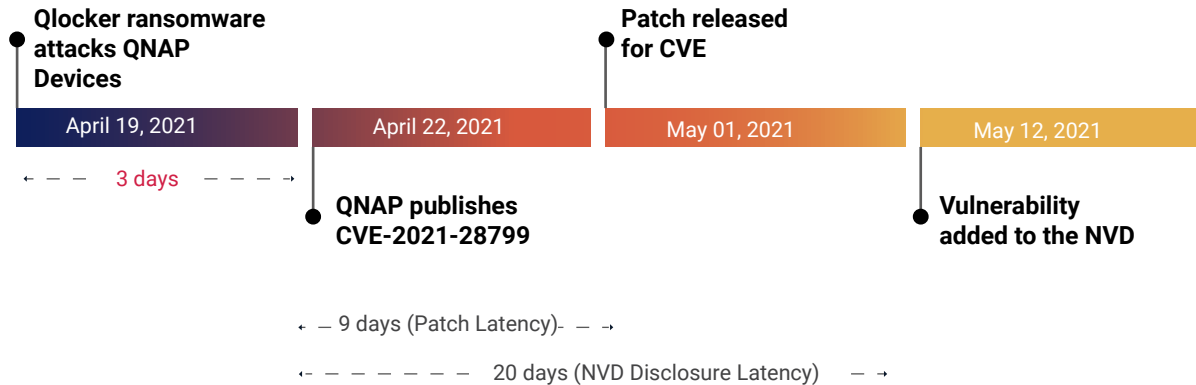 Qlocker ransomware
attacks QNAP
Devices
Patch released
for CVE
April 19, 2021
April 22, 2021
May 01, 2021
May 12, 2021
3 days
QNAP publishes
CVE-2021-28799
Vulnerability
added to the NVD
9 days (Patch Latency)
20 days (NVD Disclosure Latency)